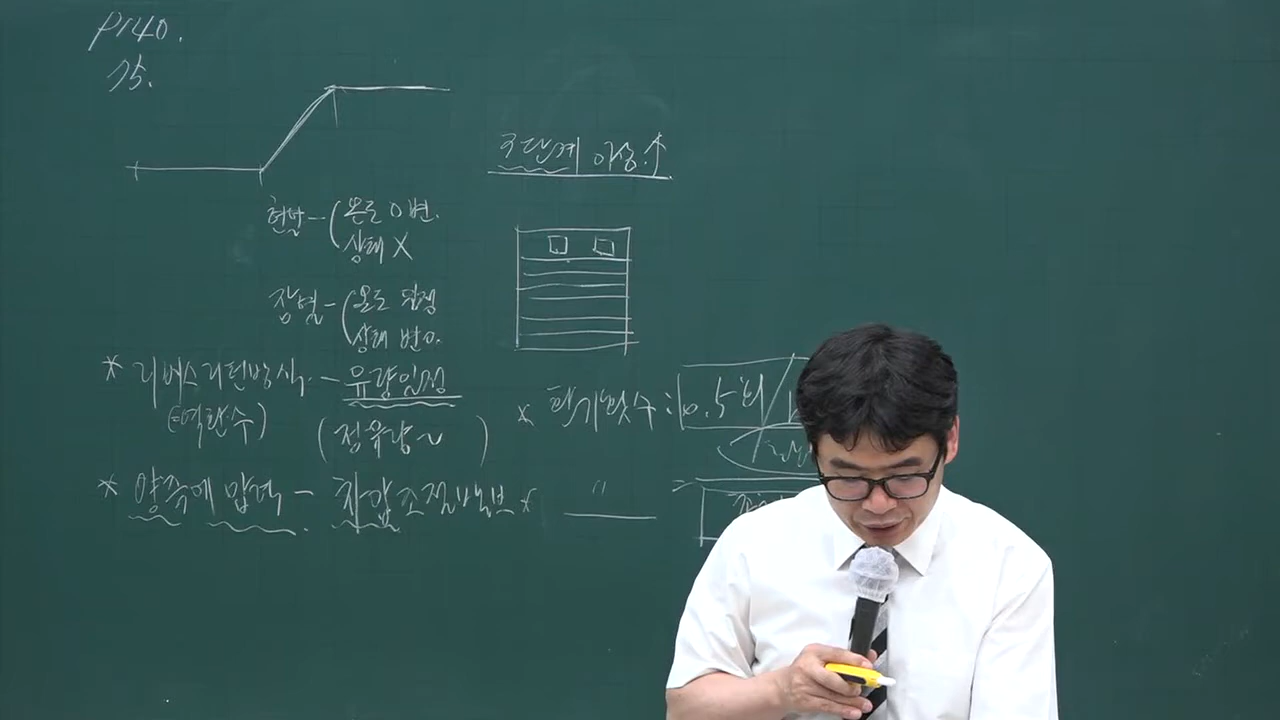 P140.
75.
3단계 이상↑
현열-(온도 O 변.
상태 X
잠열-(온도 일정
상태 변O.
* 리버스리턴방식 - 유량일정
(=역환수)
(정유량~)
* 환기횟수: 0.5회/
* 양쪽에 압력 - 차압조절밸브
* 〃 =